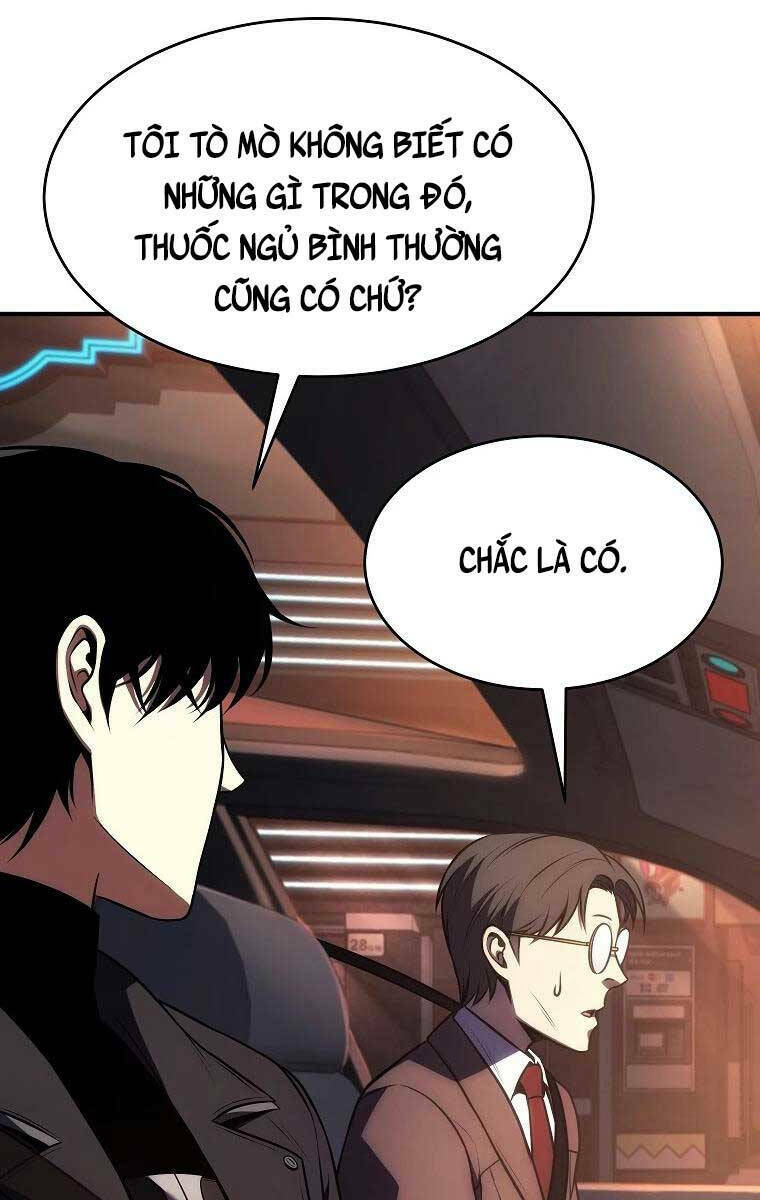 TÔI TÒ MÒ KHÔNG BIẾT CÓ
NHỮNG GÌ TRONG ĐÓ,
THUỐC NGỦ BÌNH THƯỜNG
CŨNG CÓ CHỨ?
CHẮC LÀ CÓ.
28